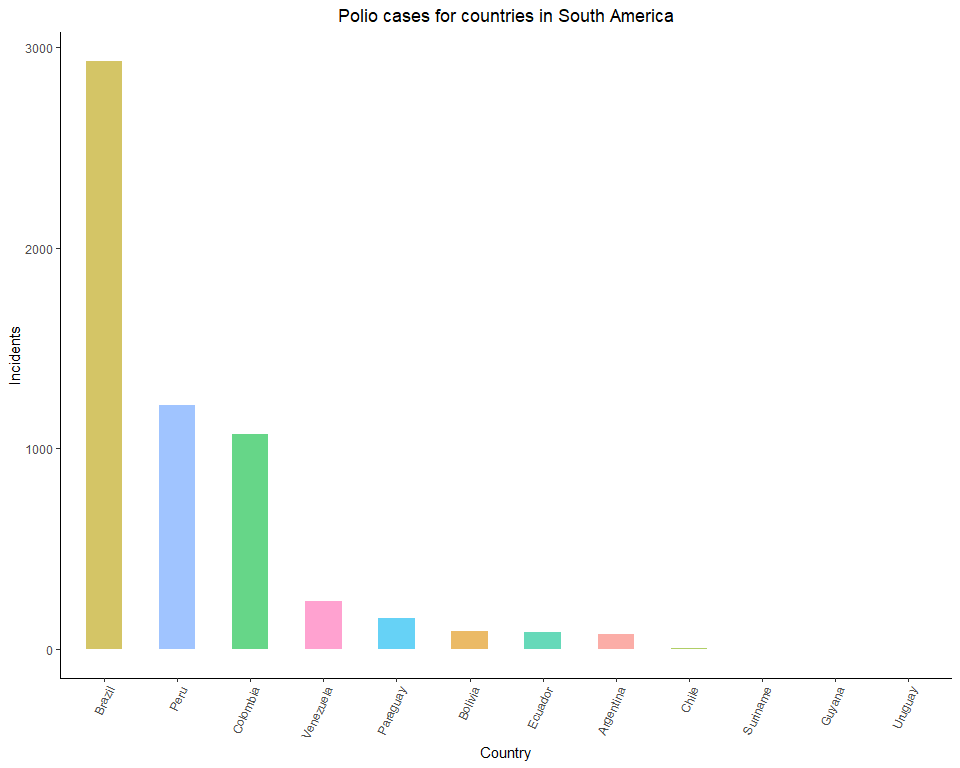 Polio cases for countries in South America
3000
2000
1000
0
Incidents
Brazil
Peru
Colombia
Venezuela
Paraguay
Bolivia
Ecuador
Argentina
Chile
Suriname
Guyana
Uruguay
Country